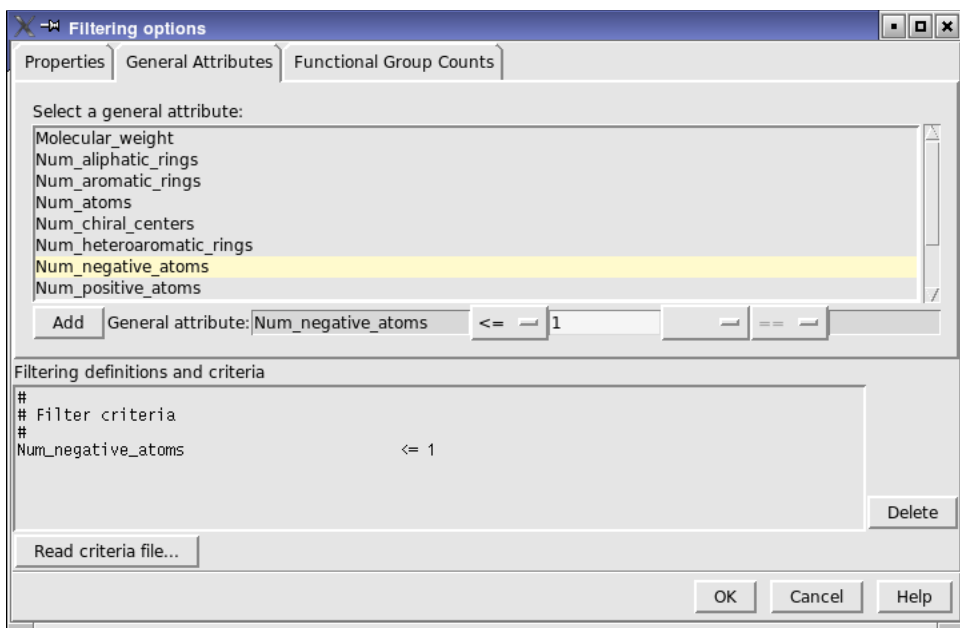 Filtering options
Properties General Attributes Functional Group Counts
Select a general attribute:
Molecular_weight
Num_aliphatic_rings
Num_aromatic_rings
Num_atoms
Num_chiral_centers
Num_heteroaromatic_rings
Num_negative_atoms
Num_positive_atoms
Add General attribute: Num_negative_atoms <= 1 ==
Filtering definitions and criteria
#
# Filter criteria
#
Num_negative_atoms <= 1
Delete
Read criteria file...
OK Cancel Help